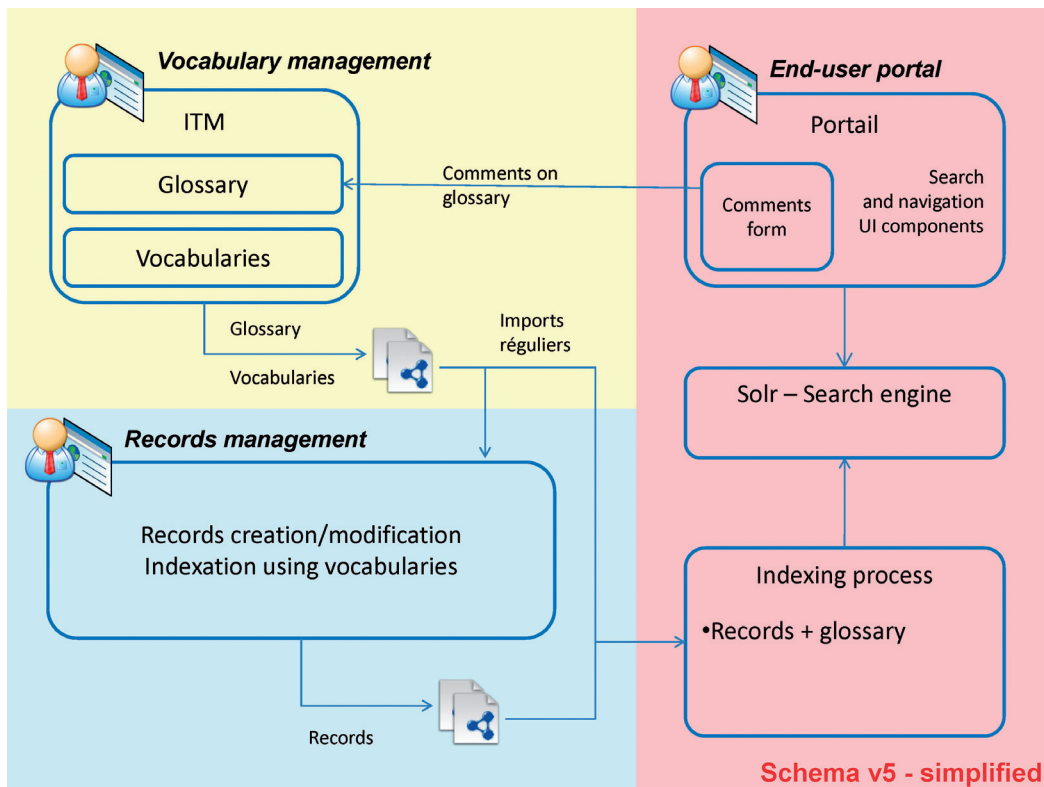 Vocabulary management
ITM
Glossary
Vocabularies
Glossary
Vocabularies
Comments on
glossary
Imports
réguliers
End-user portal
Portail
Comments
form
Search
and navigation
UI components
Solr – Search engine
Records management
Records creation/modification
Indexation using vocabularies
Records
Indexing process
•Records + glossary
Schema v5 - simplified